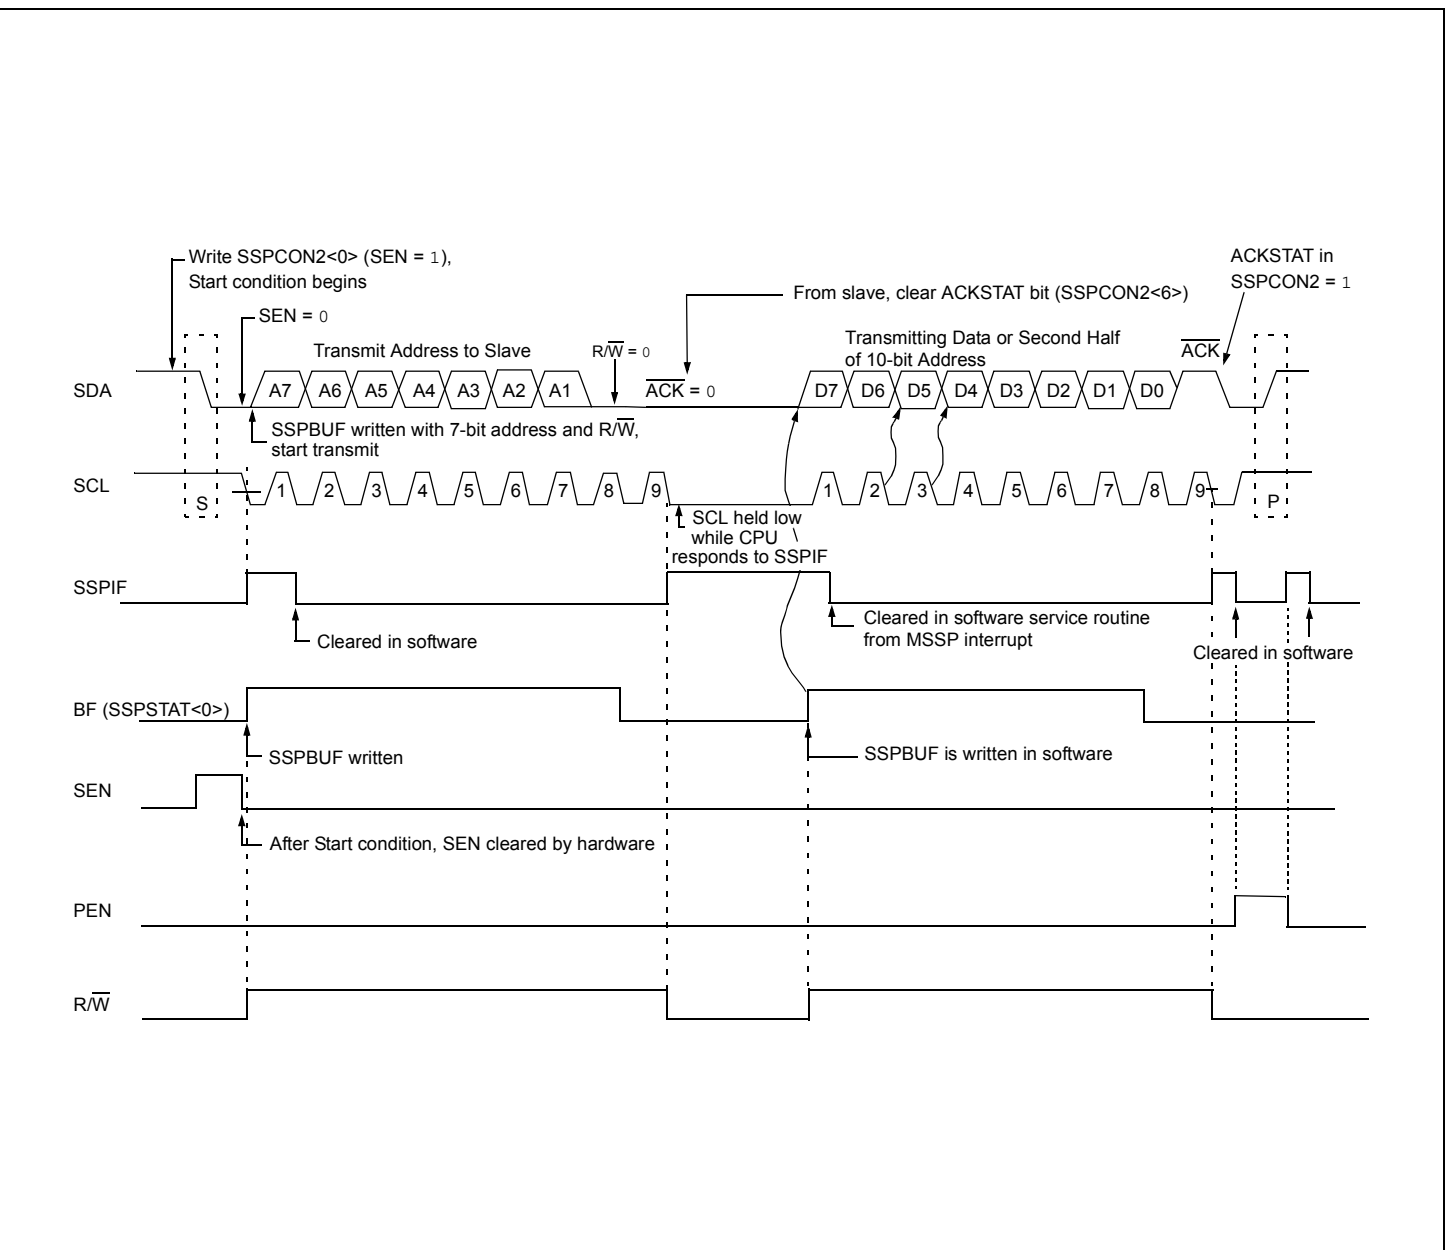 Write SSPCON2<0> (SEN = 1),
Start condition begins
ACKSTAT in
SSPCON2 = 1
From slave, clear ACKSTAT bit (SSPCON2<6>)
SEN = 0
Transmit Address to Slave
R/W̅ = 0
Transmitting Data or Second Half
of 10-bit Address
A̅C̅K̅
SDA
A7 A6 A5 A4 A3 A2 A1
A̅C̅K̅ = 0
D7 D6 D5 D4 D3 D2 D1 D0
SSPBUF written with 7-bit address and R/W̅,
start transmit
SCL
S
1 2 3 4 5 6 7 8 9
1 2 3 4 5 6 7 8 9
P
SCL held low
while CPU
responds to SSPIF
SSPIF
Cleared in software
Cleared in software service routine
from MSSP interrupt
Cleared in software
BF (SSPSTAT<0>)
SSPBUF written
SSPBUF is written in software
SEN
After Start condition, SEN cleared by hardware
PEN
R/W̅